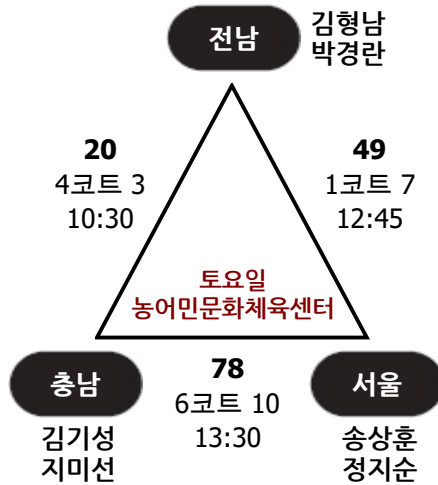 전남
김형남
박경란
20
4코트 3
10:30
49
1코트 7
12:45
토요일
농어민문화체육센터
충남
김기성
지미선
78
6코트 10
13:30
서울
송상훈
정지순